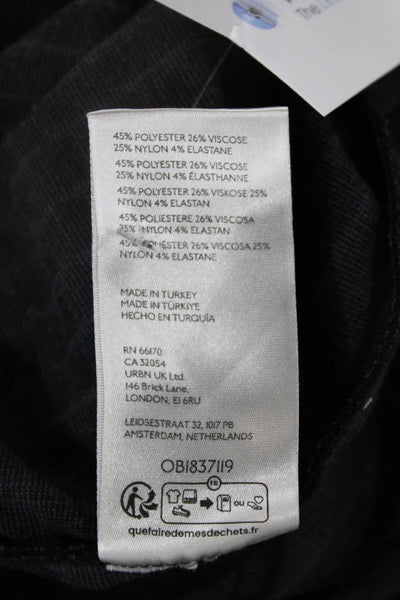 The
45% POLYESTER 26% VISCOSE
25% NYLON 4% ELASTANE
45% POLYESTER 26% VISCOSE
25% NYLON 4% ELASTHANNE
45% POLYESTER 26% VISKOSE 25%
NYLON 4% ELASTAN
45% POLIESTERE 26% VISCOSA
25% NYLON 4% ELASTAN
45% POLIÉSTER 26% VISCOSA 25%
NYLON 4% ELASTANE
MADE IN TURKEY
MADE IN TÜRKIYE
HECHO EN TURQUÍA
RN 66170
CA 32054
URBN UK Ltd.
146 Brick Lane,
LONDON, E1 6RU
LEIDSESTRAAT 32, 1017 PB
AMSTERDAM, NETHERLANDS
OB1837119
FR
OU
quefairedemesdechets.fr